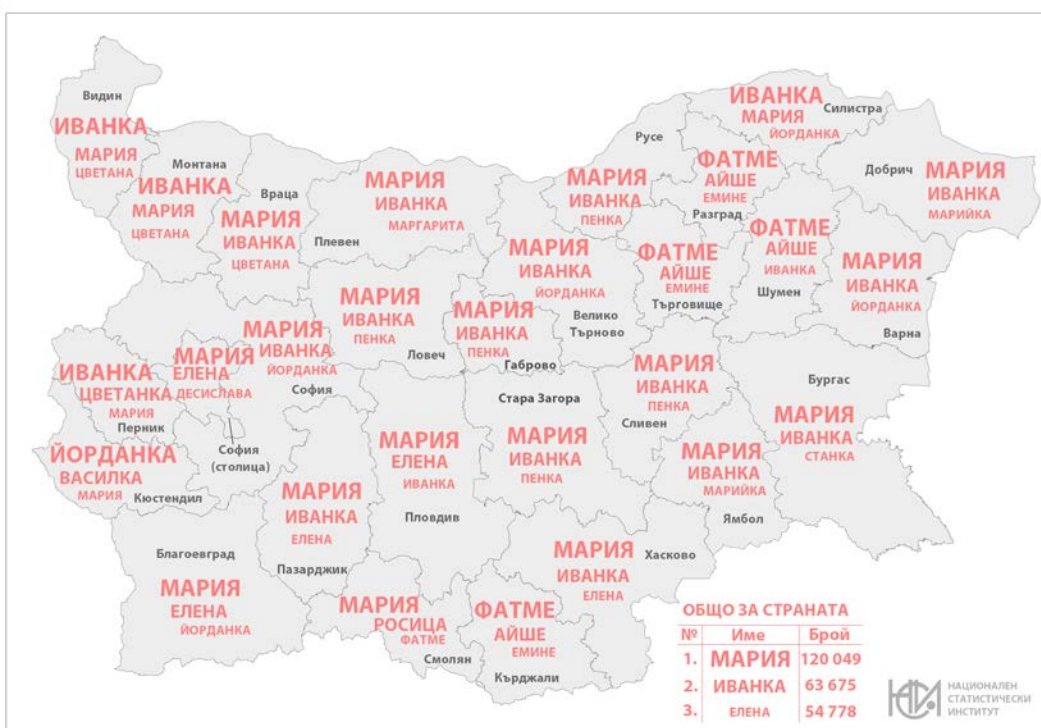 Видин
ИВАНКА
МАРИЯ
ЦВЕТАНА
Монтана
ИВАНКА
МАРИЯ
ЦВЕТАНА
Враца
МАРИЯ
ИВАНКА
ЦВЕТАНА
МАРИЯ
ИВАНКА
МАРГАРИТА
Плевен
Русе
МАРИЯ
ИВАНКА
ПЕНКА
ИВАНКА
Силистра
МАРИЯ
ЙОРДАНКА
ФАТМЕ
АЙШЕ
ЕМИНЕ
Разград
Добрич
МАРИЯ
ИВАНКА
МАРИЙКА
ФАТМЕ
АЙШЕ
ИВАНКА
Шумен
ФАТМЕ
АЙШЕ
ЕМИНЕ
Търговище
МАРИЯ
ИВАНКА
ЙОРДАНКА
Варна
МАРИЯ
ИВАНКА
ЙОРДАНКА
Велико
Търново
МАРИЯ
ИВАНКА
ПЕНКА
Ловеч
МАРИЯ
ИВАНКА
ПЕНКА
Габрово
МАРИЯ
ИВАНКА
ЙОРДАНКА
София
МАРИЯ
ЕЛЕНА
ДЕСИСЛАВА
София
(столица)
ИВАНКА
ЦВЕТАНКА
МАРИЯ
Перник
ЙОРДАНКА
ВАСИЛКА
МАРИЯ
Кюстендил
МАРИЯ
ЕЛЕНА
ИВАНКА
Пловдив
Стара Загора
МАРИЯ
ИВАНКА
ПЕНКА
МАРИЯ
ИВАНКА
ПЕНКА
Сливен
Бургас
МАРИЯ
ИВАНКА
СТАНКА
МАРИЯ
ИВАНКА
МАРИЙКА
Ямбол
МАРИЯ
ИВАНКА
ЕЛЕНА
Пазарджик
Благоевград
МАРИЯ
ЕЛЕНА
ЙОРДАНКА
МАРИЯ
РОСИЦА
ФАТМЕ
Смолян
ФАТМЕ
АЙШЕ
ЕМИНЕ
Кърджали
МАРИЯ
Хасково
ИВАНКА
ЕЛЕНА
ОБЩО ЗА СТРАНАТА
№ Име Брой
1. МАРИЯ 120 049
2. ИВАНКА 63 675
3. ЕЛЕНА 54 778
НСИ
НАЦИОНАЛЕН
СТАТИСТИЧЕСКИ
ИНСТИТУТ